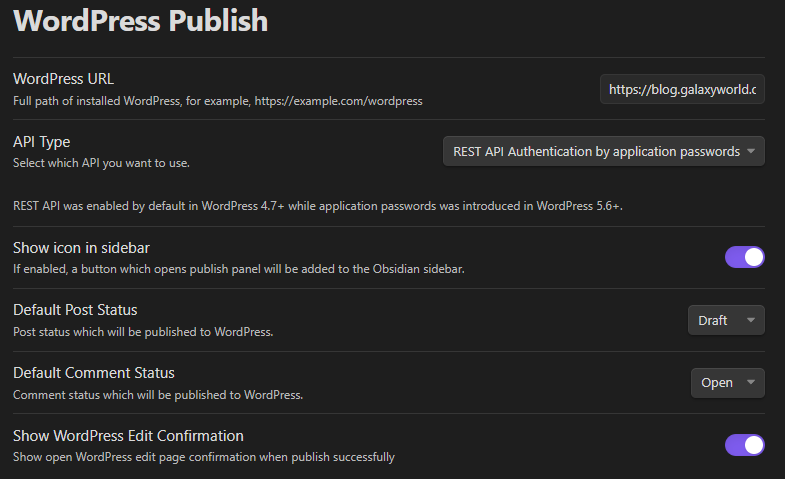 WordPress Publish
WordPress URL
Full path of installed WordPress, for example, https://example.com/wordpress
https://blog.galaxyworld.c
API Type
Select which API you want to use.
REST API Authentication by application passwords
REST API was enabled by default in WordPress 4.7+ while application passwords was introduced in WordPress 5.6+.
Show icon in sidebar
If enabled, a button which opens publish panel will be added to the Obsidian sidebar.
Default Post Status
Post status which will be published to WordPress.
Draft
Default Comment Status
Comment status which will be published to WordPress.
Open
Show WordPress Edit Confirmation
Show open WordPress edit page confirmation when publish successfully